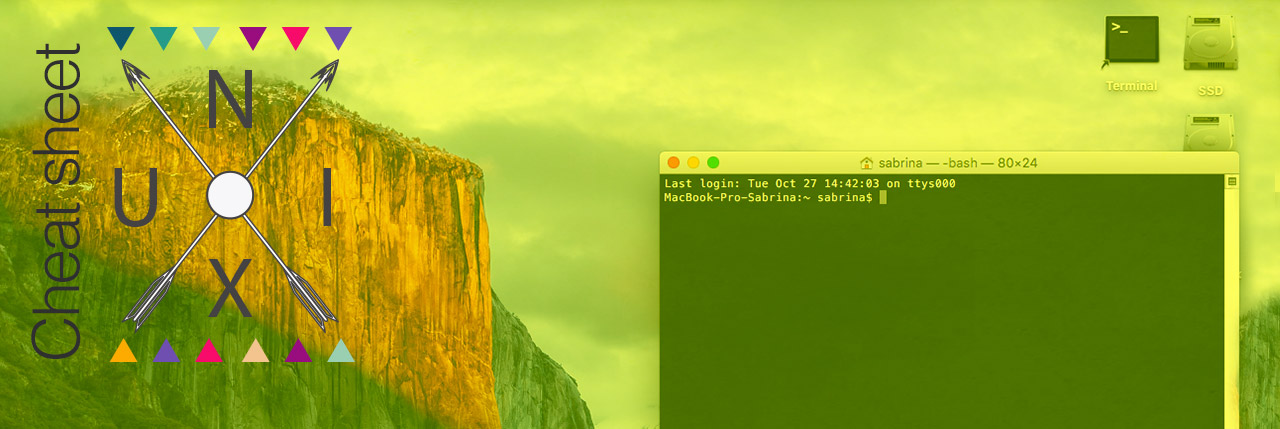 Cheat sheet
U N I X
>_
Terminal
SSD
sabrina — -bash — 80×24
Last login: Tue Oct 27 14:42:03 on ttys000
MacBook-Pro-Sabrina:~ sabrina$